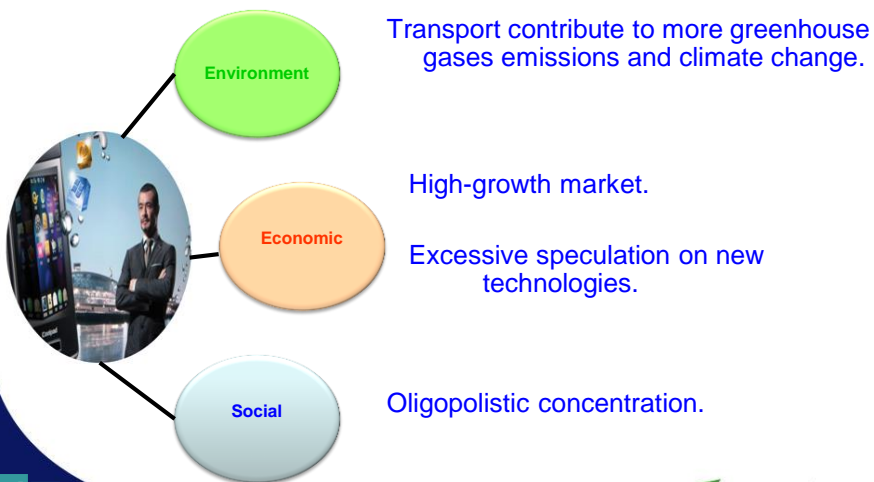 Transport contribute to more greenhouse
gases emissions and climate change.
Environment
High-growth market.
Economic
Excessive speculation on new
technologies.
Social
Oligopolistic concentration.
Coolpad